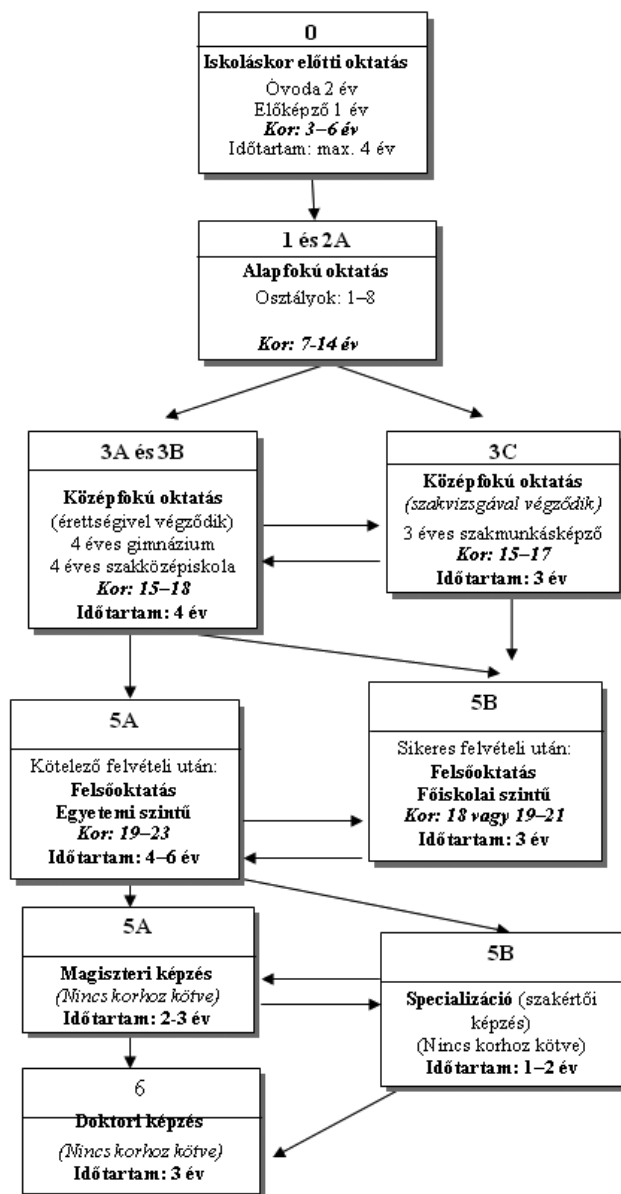 0
Iskoláskor előtti oktatás
Óvoda 2 év
Előképző 1 év
Kor: 3–6 év
Időtartam: max. 4 év
1 és 2A
Alapfokú oktatás
Osztályok: 1–8
Kor: 7-14 év
3A és 3B
Középfokú oktatás
(érettségivel végződik)
4 éves gimnázium
4 éves szakközépiskola
Kor: 15–18
Időtartam: 4 év
3C
Középfokú oktatás
(szakvizsgával végződik)
3 éves szakmunkásképző
Kor: 15–17
Időtartam: 3 év
5A
Kötelező felvételi után:
Felsőoktatás
Egyetemi szintű
Kor: 19–23
Időtartam: 4–6 év
5B
Sikeres felvételi után:
Felsőoktatás
Főiskolai szintű
Kor: 18 vagy 19–21
Időtartam: 3 év
5A
Magiszteri képzés
(Nincs korhoz kötve)
Időtartam: 2-3 év
5B
Specializáció (szakértői
képzés)
(Nincs korhoz kötve)
Időtartam: 1–2 év
6
Doktori képzés
(Nincs korhoz kötve)
Időtartam: 3 év